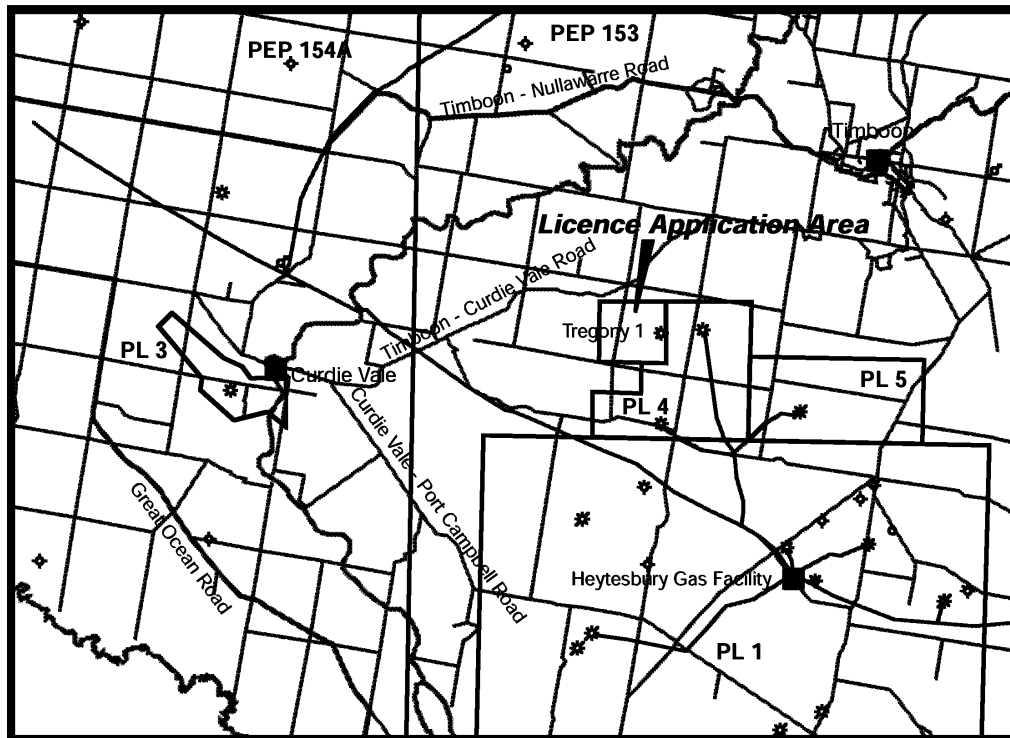 PEP 154A
PEP 153
Timboon - Nullawarre Road
Timboon
Licence Application Area
Timboon - Curdie Vale Road
Tregony 1
PL 3
Curdie Vale
PL 5
PL 4
Curdie Vale - Port Campbell Road
Great Ocean Road
Heytesbury Gas Facility
PL 1